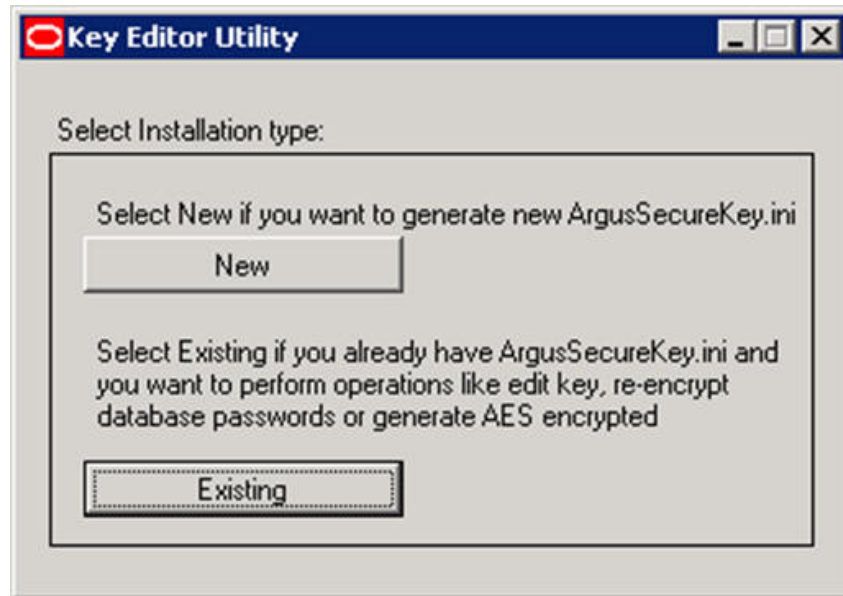 Key Editor Utility
Select Installation type:
Select New if you want to generate new ArgusSecureKey.ini
New
Select Existing if you already have ArgusSecureKey.ini and
you want to perform operations like edit key, re-encrypt
database passwords or generate AES encrypted
Existing